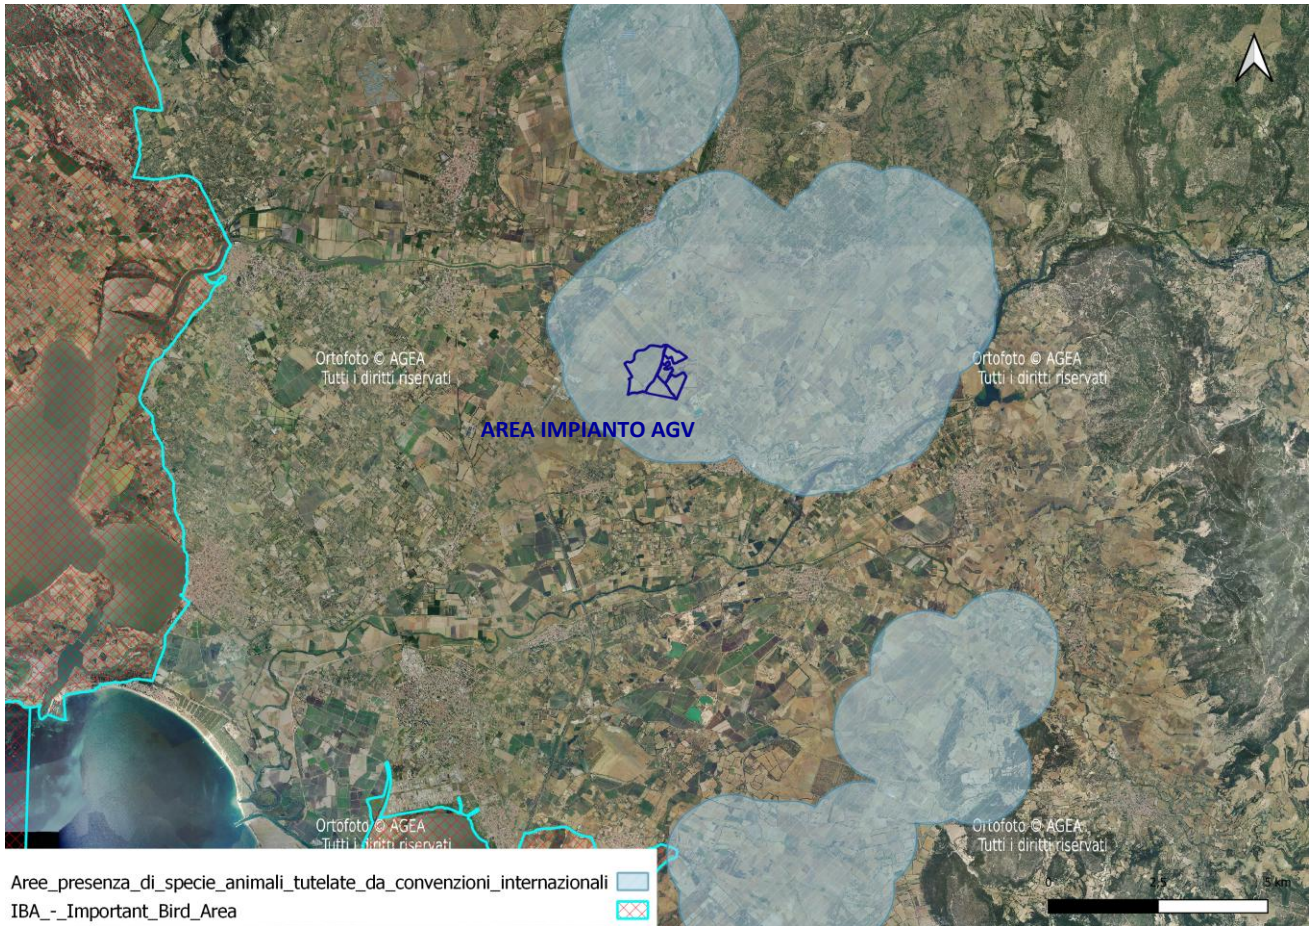 Ortofoto © AGEA
Tutti i diritti riservati
Ortofoto © AGEA
Tutti i diritti riservati
AREA IMPIANTO AGV
Ortofoto © AGEA
Tutti i diritti riservati
Ortofoto © AGEA
Tutti i diritti riservati
Aree_presenza_di_specie_animali_tutelate_da_convenzioni_internazionali
IBA_-_Important_Bird_Area
0 2,5 5 km